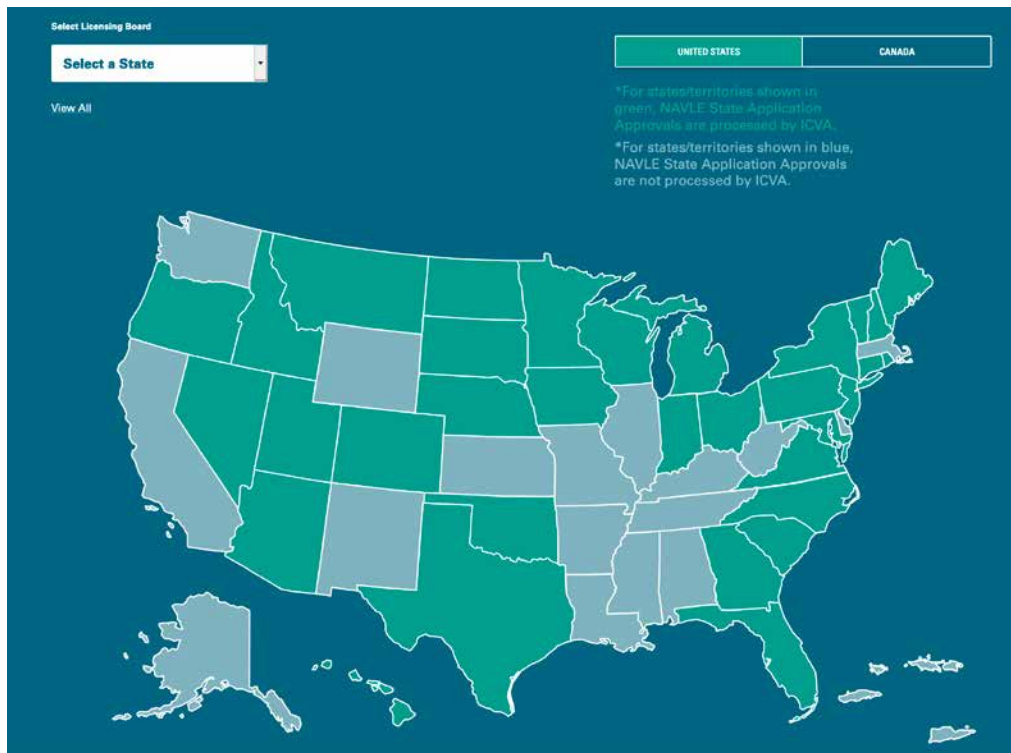 Select Licensing Board
Select a State
View All
UNITED STATES
CANADA
*For states/territories shown in
green, NAVLE State Application
Approvals are processed by ICVA.
*For states/territories shown in blue,
NAVLE State Application Approvals
are not processed by ICVA.